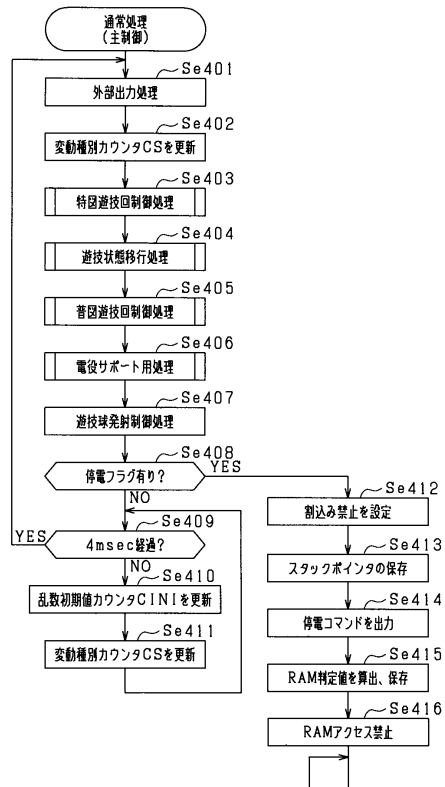 通常処理
(主制御)
Se401
外部出力処理
Se402
変動種別カウンタCSを更新
Se403
特図遊技回制御処理
Se404
遊技状態移行処理
Se405
普図遊技回制御処理
Se406
電役サポート用処理
Se407
遊技球発射制御処理
Se408
停電フラグ有り?
YES
NO
Se409
4msec経過?
YES
NO
Se410
乱数初期値カウンタCINIを更新
Se411
変動種別カウンタCSを更新
Se412
割込み禁止を設定
Se413
スタックポインタの保存
Se414
停電コマンドを出力
Se415
RAM判定値を算出、保存
Se416
RAMアクセス禁止